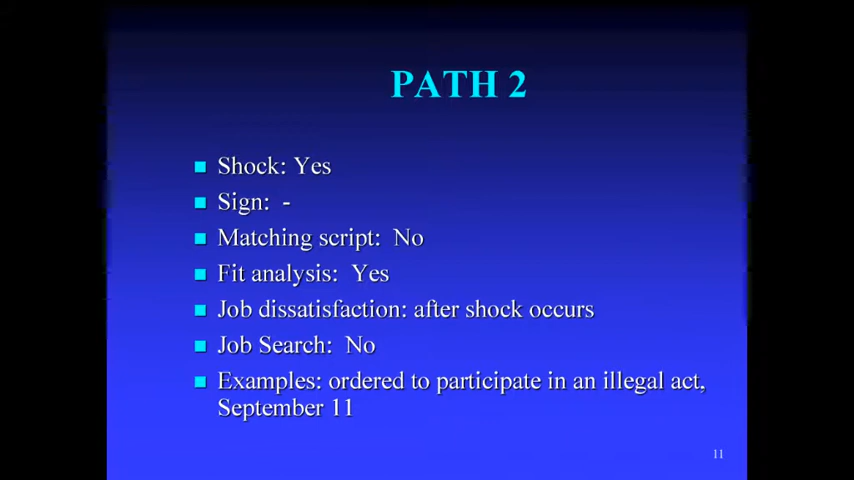 PATH 2
Shock: Yes
Sign: -
Matching script: No
Fit analysis: Yes
Job dissatisfaction: after shock occurs
Job Search: No
Examples: ordered to participate in an illegal act,
September 11
11